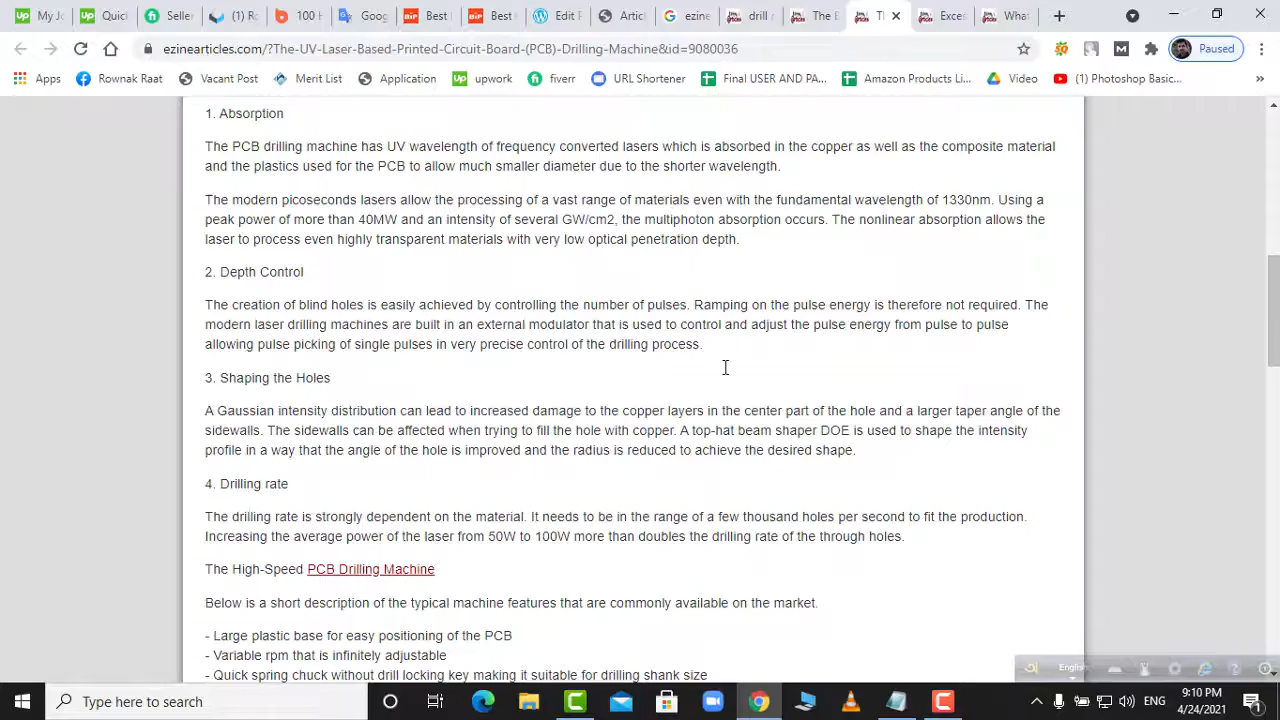 My J
Quic
Selle
(1) R
100 H
Goog
Best
Best
Edit F
Artic
ezine
drill
The E
Tl
Exces
What
ezinearticles.com/?The-UV-Laser-Based-Printed-Circuit-Board-(PCB)-Drilling-Machine&id=9080036
Paused
Apps
Rownak Raat
Vacant Post
Merit List
Application
upwork
fiverr
URL Shortener
Final USER AND PA...
Amazon Products Li...
Video
(1) Photoshop Basic...
1. Absorption
The PCB drilling machine has UV wavelength of frequency converted lasers which is absorbed in the copper as well as the composite material
and the plastics used for the PCB to allow much smaller diameter due to the shorter wavelength.
The modern picoseconds lasers allow the processing of a vast range of materials even with the fundamental wavelength of 1330nm. Using a
peak power of more than 40MW and an intensity of several GW/cm2, the multiphoton absorption occurs. The nonlinear absorption allows the
laser to process even highly transparent materials with very low optical penetration depth.
2. Depth Control
The creation of blind holes is easily achieved by controlling the number of pulses. Ramping on the pulse energy is therefore not required. The
modern laser drilling machines are built in an external modulator that is used to control and adjust the pulse energy from pulse to pulse
allowing pulse picking of single pulses in very precise control of the drilling process.
3. Shaping the Holes
A Gaussian intensity distribution can lead to increased damage to the copper layers in the center part of the hole and a larger taper angle of the
sidewalls. The sidewalls can be affected when trying to fill the hole with copper. A top-hat beam shaper DOE is used to shape the intensity
profile in a way that the angle of the hole is improved and the radius is reduced to achieve the desired shape.
4. Drilling rate
The drilling rate is strongly dependent on the material. It needs to be in the range of a few thousand holes per second to fit the production.
Increasing the average power of the laser from 50W to 100W more than doubles the drilling rate of the through holes.
The High-Speed PCB Drilling Machine
Below is a short description of the typical machine features that are commonly available on the market.
- Large plastic base for easy positioning of the PCB
- Variable rpm that is infinitely adjustable
- Quick spring chuck without drill locking key making it suitable for drilling shank size
English
Type here to search
ENG
9:10 PM
4/24/2021